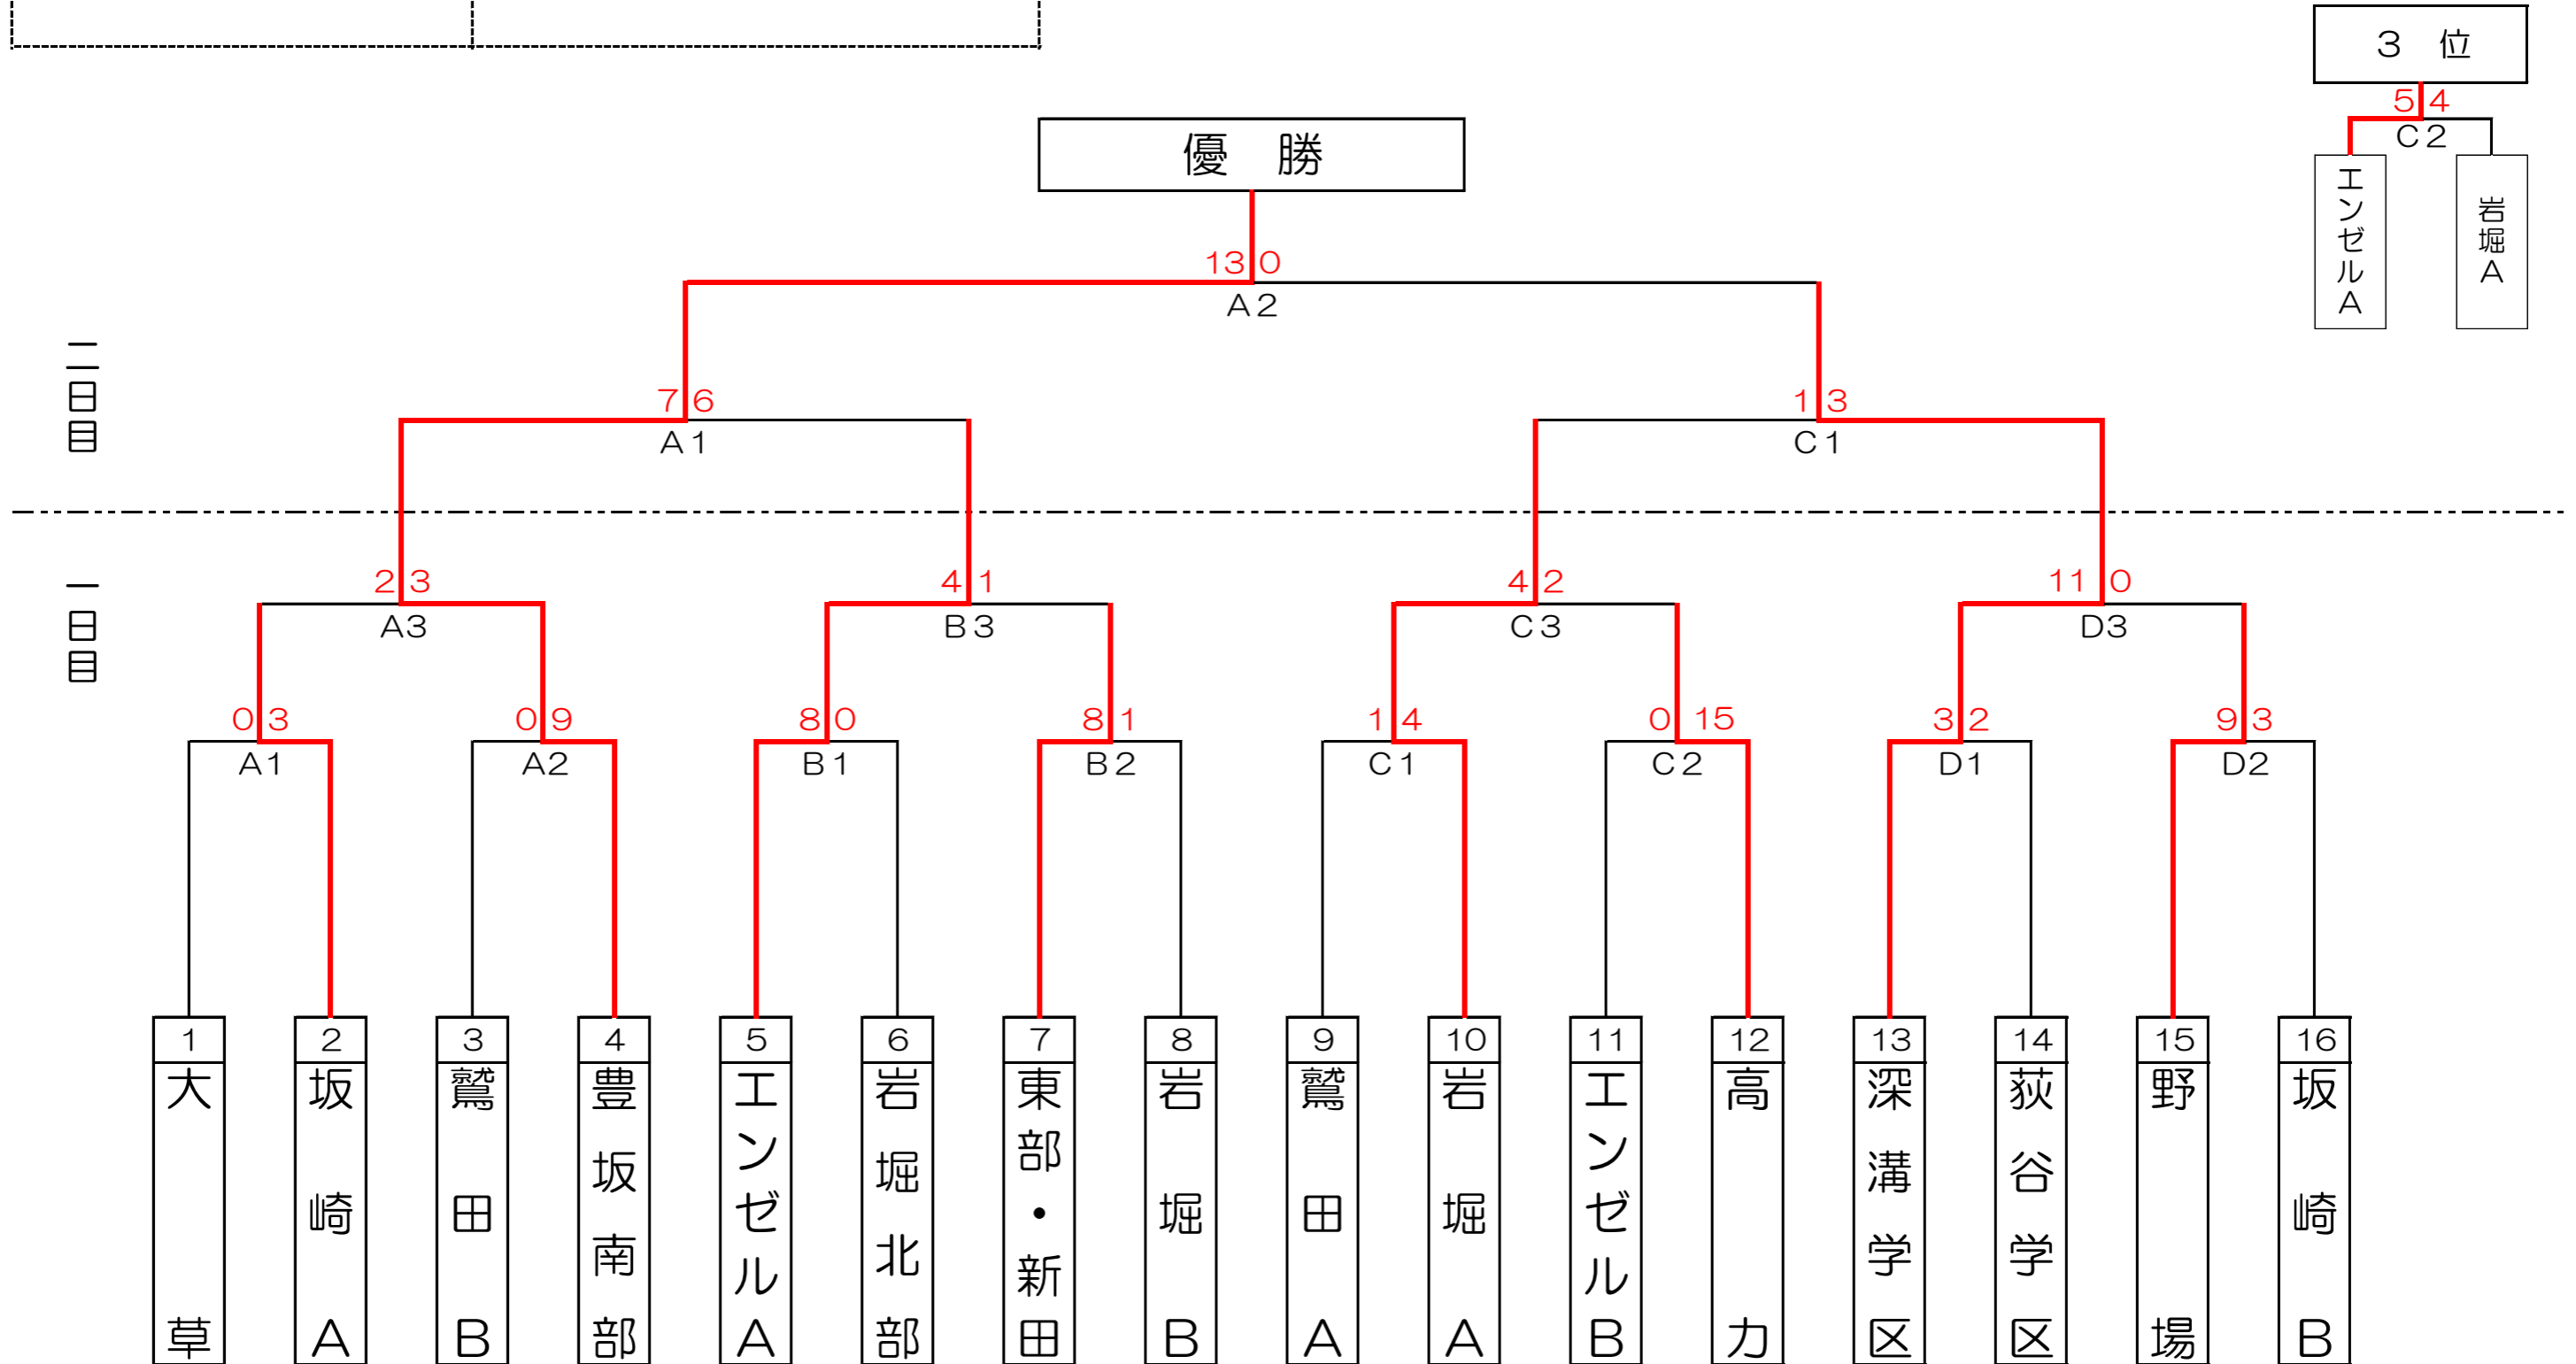 3 位
5 4
C2
エンゼルA
岩堀A
優 勝
13 0
A2
二日目
7 6
A1
1 3
C1
一日目
2 3
A3
4 1
B3
4 2
C3
11 0
D3
0 3
A1
0 9
A2
8 0
B1
8 1
B2
1 4
C1
0 15
C2
3 2
D1
9 3
D2
1
大草
2
坂崎A
3
鷲田B
4
豊坂南部
5
エンゼルA
6
岩堀北部
7
東部・新田
8
岩堀B
9
鷲田A
10
岩堀A
11
エンゼルB
12
高力
13
深溝学区
14
荻谷学区
15
野場
16
坂崎B